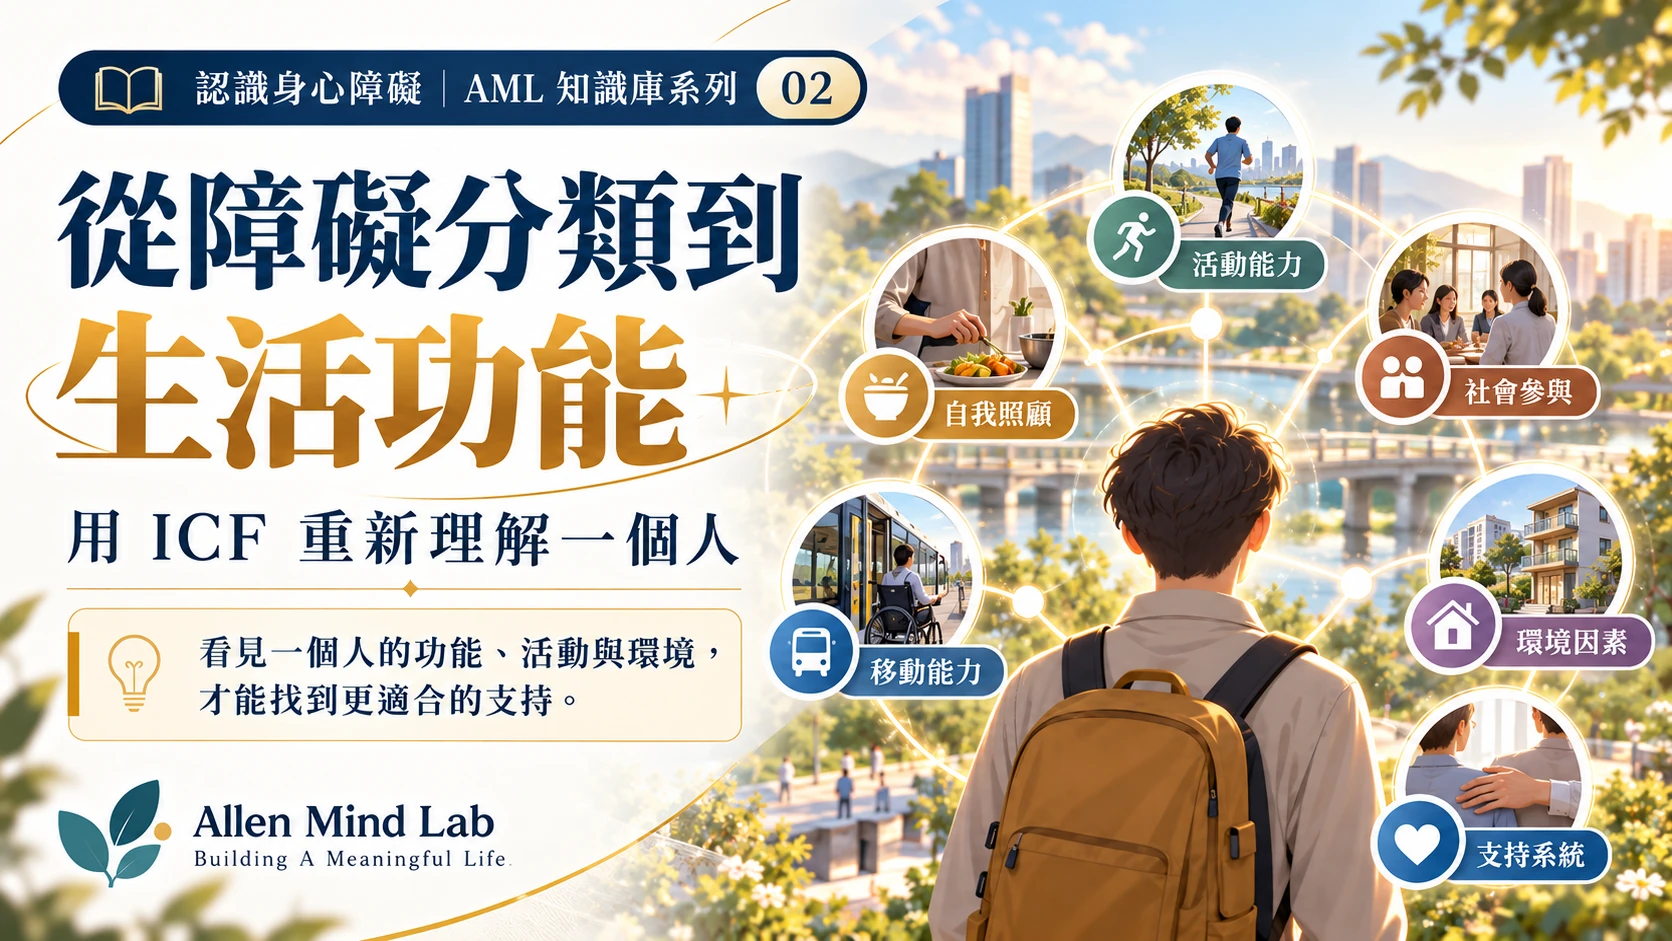 認識身心障礙｜AML 知識庫系列 02
從障礙分類到
生活功能
用 ICF 重新理解一個人
看見一個人的功能、活動與環境，
才能找到更適合的支持。
Allen Mind Lab
Building A Meaningful Life.
活動能力
自我照顧
社會參與
移動能力
環境因素
支持系統